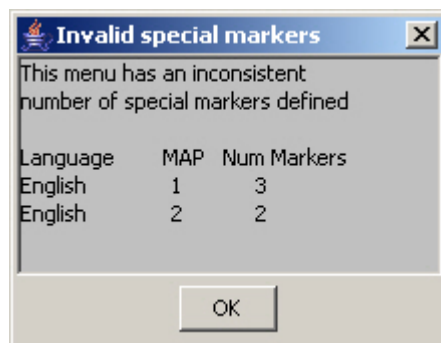 Invalid special markers
This menu has an inconsistent
number of special markers defined
Language MAP Num Markers
English 1 3
English 2 2
OK